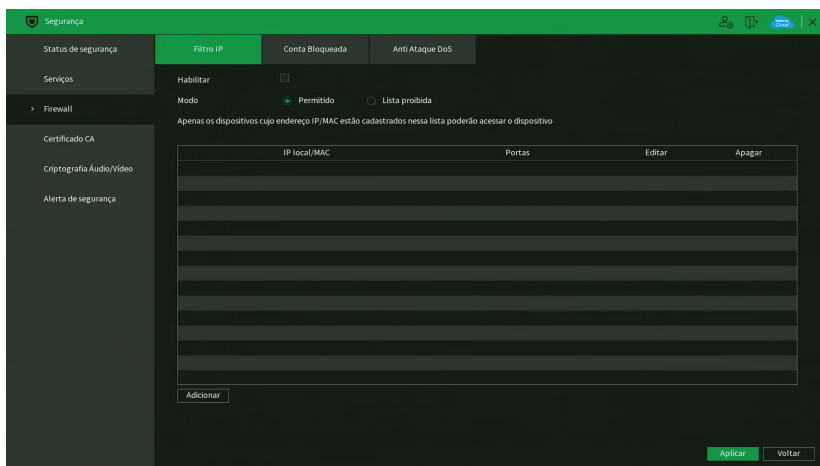 Segurança
Status de segurança
Serviços
Firewall
Certificado CA
Criptografia Áudio/Vídeo
Alerta de segurança
Filtro IP
Conta Bloqueada
Anti Ataque DoS
Habilitar
Modo
Permitido
Lista proibida
Apenas os dispositivos cujo endereço IP/MAC estão cadastrados nessa lista poderão acessar o dispositivo
IP local/MAC
Portas
Editar
Apagar
Adicionar
Aplicar
Voltar